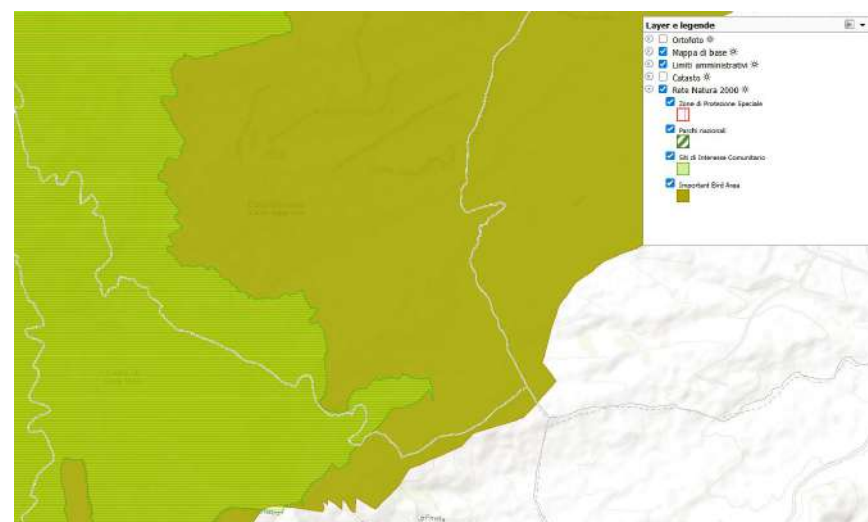 Layer e legende
Ortofoto
Mappa di base
Limiti amministrativi
Catasto
Rete Natura 2000
Zone di Protezione Speciale
Parchi nazionali
Siti di Interesse Comunitario
Important Bird Area